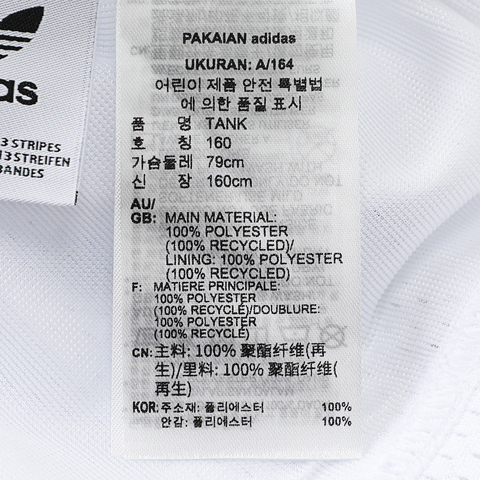 das
3 STRIPES
3 STREIFEN
BANDES
PAKAIAN adidas
UKURAN: A/164
어린이 제품 안전 특별법
에 의한 품질 표시
품 명 TANK
호 칭 160
가슴둘레 79cm
신 장 160cm
AU/
GB: MAIN MATERIAL:
100% POLYESTER
(100% RECYCLED)/
LINING: 100% POLYESTER
(100% RECYCLED)
F: MATIERE PRINCIPALE:
100% POLYESTER
(100% RECYCLÉ)/DOUBLURE:
100% POLYESTER
(100% RECYCLÉ)
CN: 主料: 100% 聚酯纤维(再
生)/里料: 100% 聚酯纤维(
再生)
KOR: 주소재: 폴리에스터 100%
안감: 폴리에스터 100%